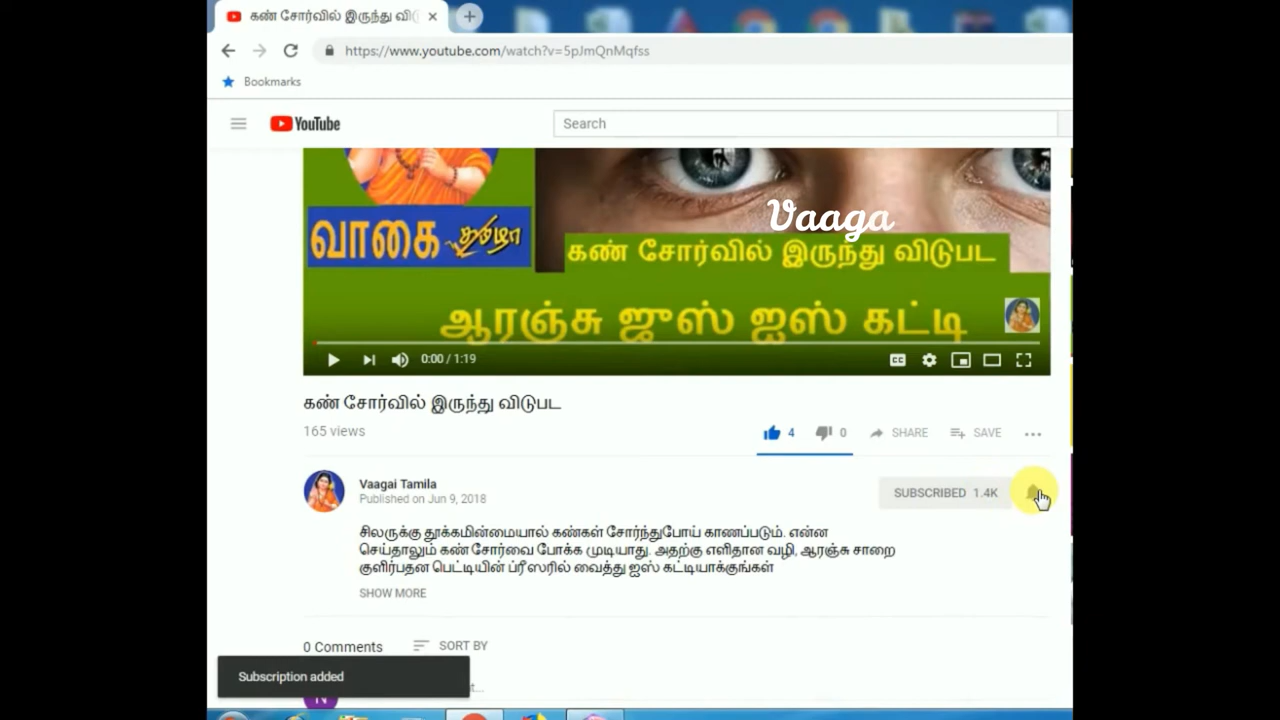 கண் சோர்வில் இருந்து விடு
https://www.youtube.com/watch?v=5pJmQnMqfss
Bookmarks
YouTube
Search
Vaaga
வாகை தமிழா
கண் சோர்வில் இருந்து விடுபட
ஆரஞ்சு ஜுஸ் ஐஸ் கட்டி
0:00 / 1:19
CC
கண் சோர்வில் இருந்து விடுபட
165 views
4 0 SHARE SAVE
Vaagai Tamila
Published on Jun 9, 2018
SUBSCRIBED 1.4K
சிலருக்கு தூக்கமின்மையால் கண்கள் சோர்ந்துபோய் காணப்படும். என்ன
செய்தாலும் கண் சோர்வை போக்க முடியாது. அதற்கு எளிதான வழி, ஆரஞ்சு சாறை
குளிர்பதன பெட்டியின் ப்ரீஸரில் வைத்து ஐஸ் கட்டியாக்குங்கள்
SHOW MORE
0 Comments SORT BY
Subscription added
N